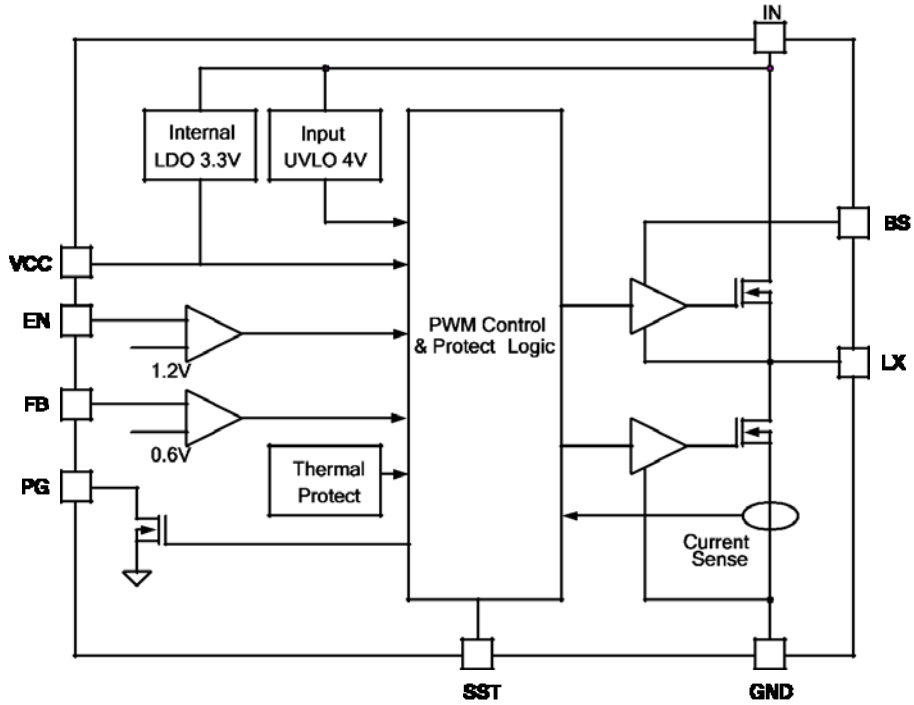 IN
Internal
LDO 3.3V
Input
UVLO 4V
BS
VCC
EN
1.2V
PWM Control
& Protect Logic
LX
FB
0.6V
PG
Thermal
Protect
Current
Sense
SST
GND